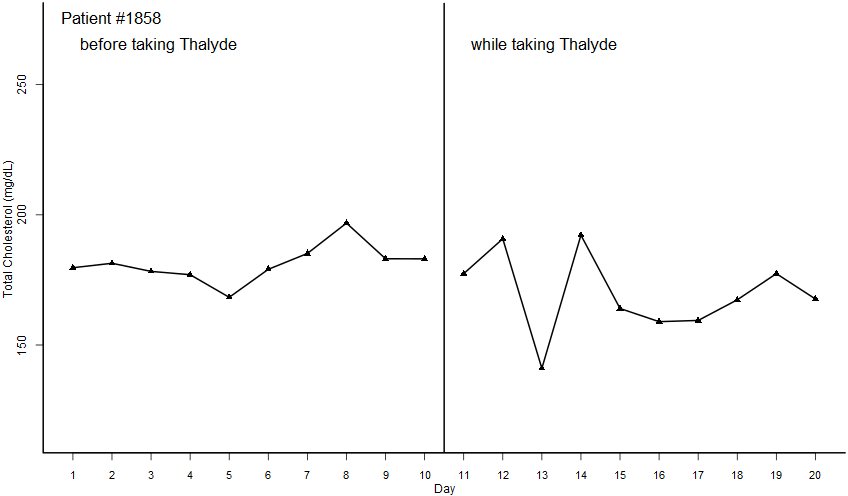 Patient #1858
before taking Thalyde
while taking Thalyde
Total Cholesterol (mg/dL)
250
200
150
1 2 3 4 5 6 7 8 9 10 11 12 13 14 15 16 17 18 19 20
Day